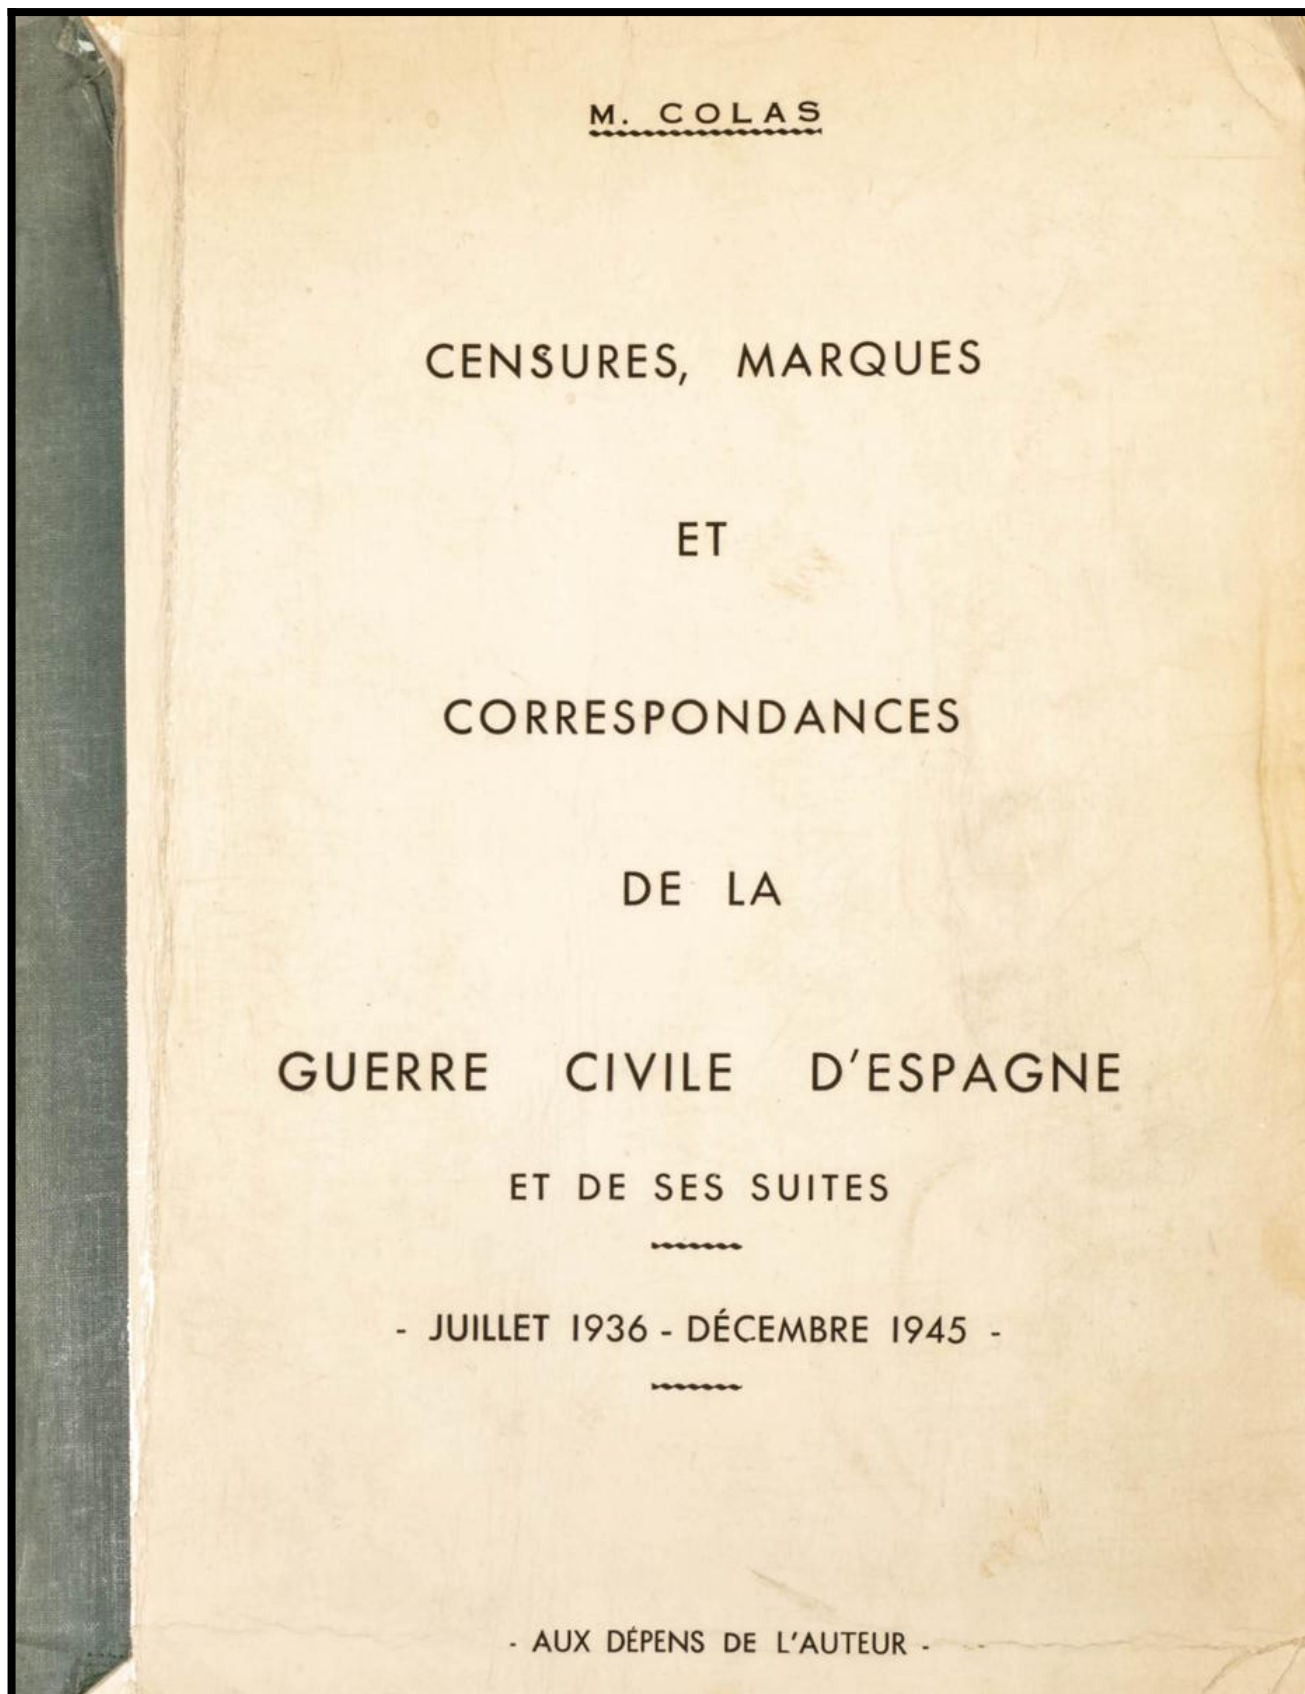 M. COLAS
CENSURES, MARQUES
ET
CORRESPONDANCES
DE LA
GUERRE CIVILE D'ESPAGNE
ET DE SES SUITES
- JUILLET 1936 - DÉCEMBRE 1945 -
- AUX DÉPENS DE L'AUTEUR -